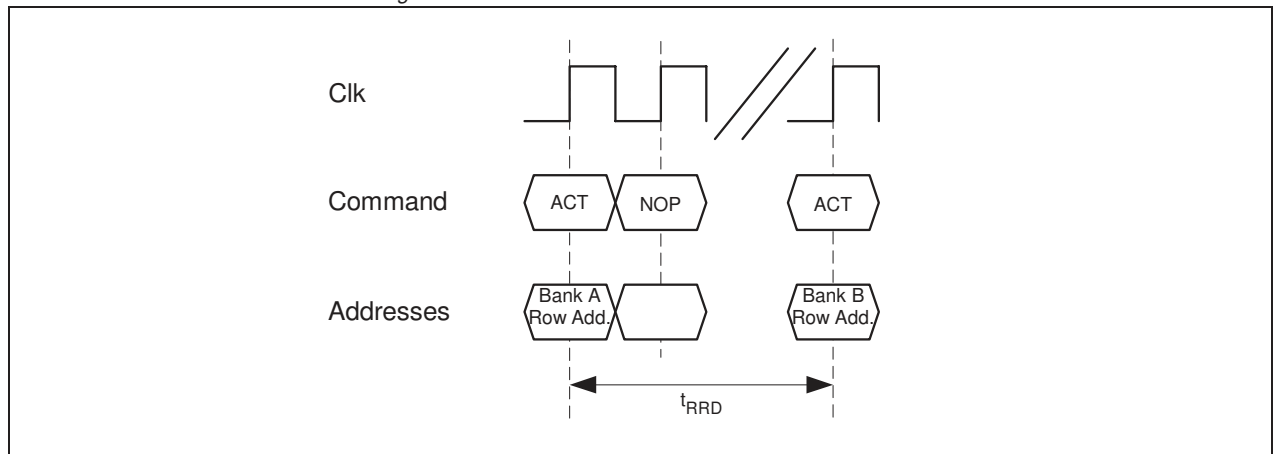 Clk
Command
ACT
NOP
ACT
Addresses
Bank A
Row Add.
Bank B
Row Add.
tRRD